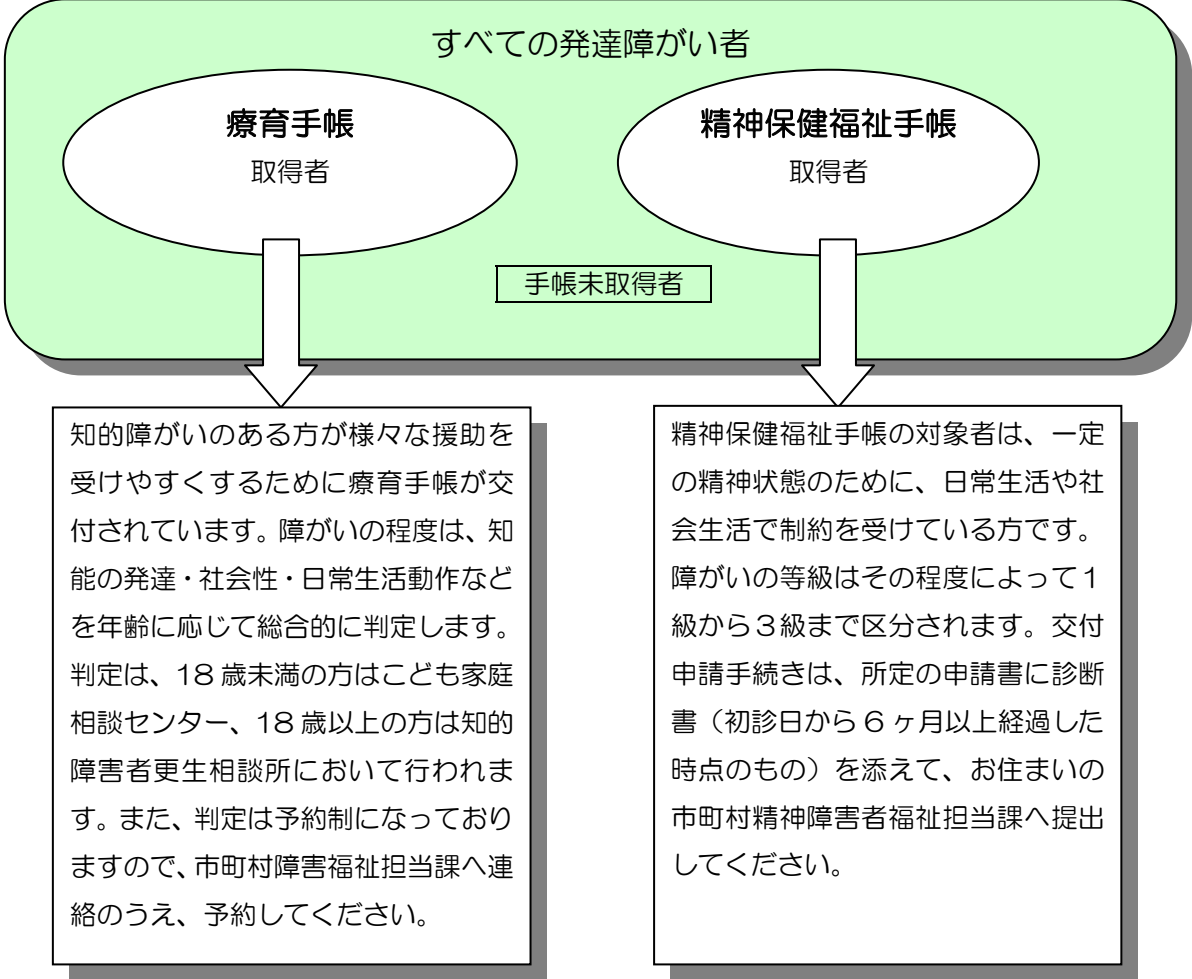 すべての発達障がい者
療育手帳
取得者
精神保健福祉手帳
取得者
手帳未取得者
知的障がいのある方が様々な援助を
受けやすくするために療育手帳が交
付されています。障がいの程度は、知
能の発達・社会性・日常生活動作など
を年齢に応じて総合的に判定します。
判定は、18 歳未満の方はこども家庭
相談センター、18 歳以上の方は知的
障害者更生相談所において行われま
す。また、判定は予約制になっており
ますので、市町村障害福祉担当課へ連
絡のうえ、予約してください。
精神保健福祉手帳の対象者は、一定
の精神状態のために、日常生活や社
会生活で制約を受けている方です。
障がいの等級はその程度によって１
級から３級まで区分されます。交付
申請手続きは、所定の申請書に診断
書（初診日から６ヶ月以上経過した
時点のもの）を添えて、お住まいの
市町村精神障害者福祉担当課へ提出
してください。